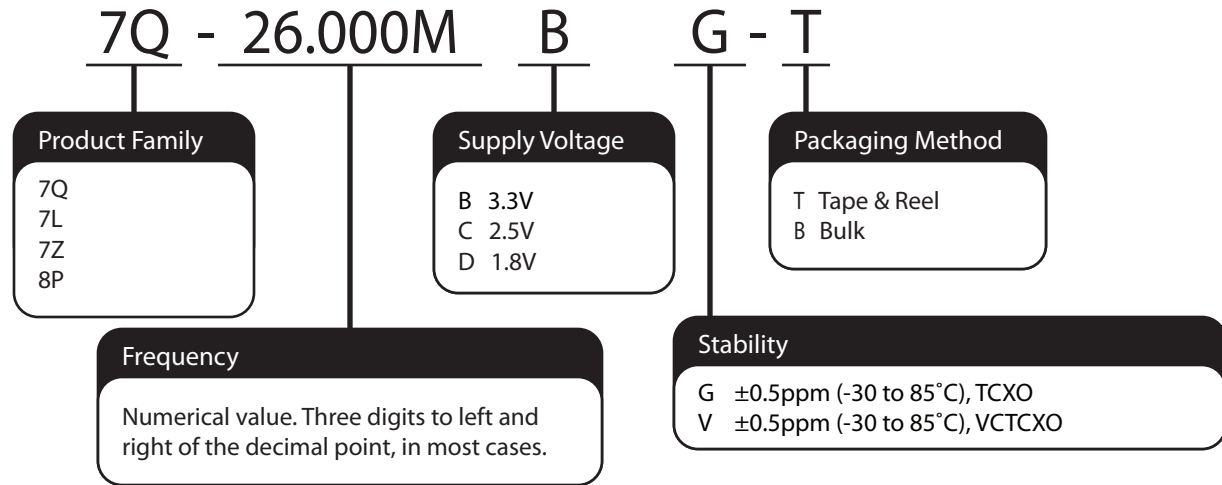 7Q - 26.000M B G - T
Product Family
7Q
7L
7Z
8P
Supply Voltage
B 3.3V
C 2.5V
D 1.8V
Packaging Method
T Tape & Reel
B Bulk
Frequency
Numerical value. Three digits to left and
right of the decimal point, in most cases.
Stability
G ±0.5ppm (-30 to 85˚C), TCXO
V ±0.5ppm (-30 to 85˚C), VCTCXO